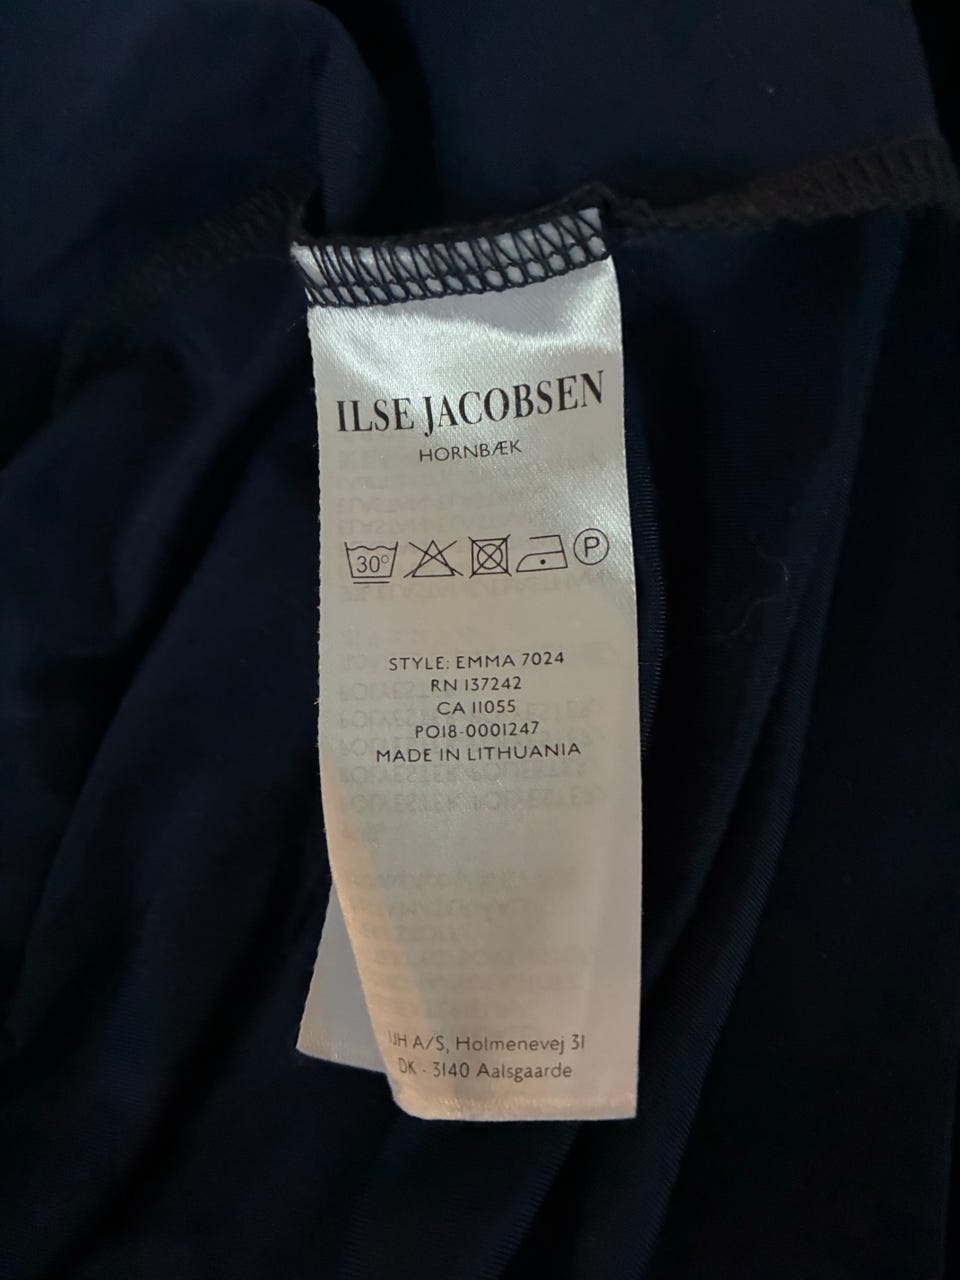 ILSE JACOBSEN
HORNBÆK
30° P
STYLE: EMMA 7024
RN 137242
CA 11055
PO18-0001247
MADE IN LITHUANIA
A/S, Holmenevej 31
DK - 3140 Aalsgaarde